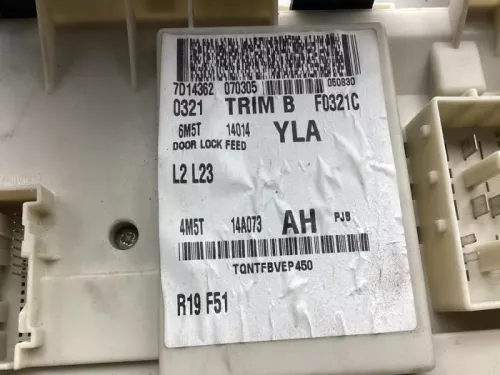 7D14362 070305 050830
0321 TRIM B F0321C
6M5T 14014 YLA
DOOR LOCK FEED
L2 L23
4M5T 14A073 AH PJB
TQNTFBVEP450
R19 F51